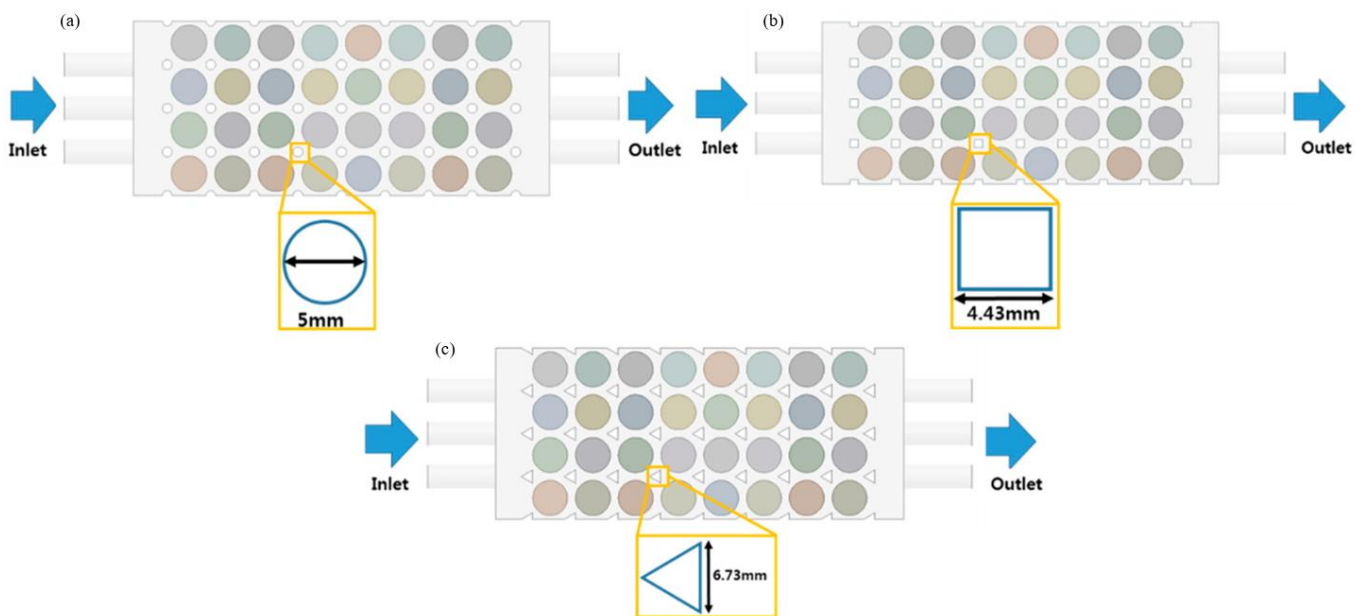 (a)
Inlet
Outlet
5mm
(b)
Inlet
Outlet
4.43mm
(c)
Inlet
Outlet
6.73mm